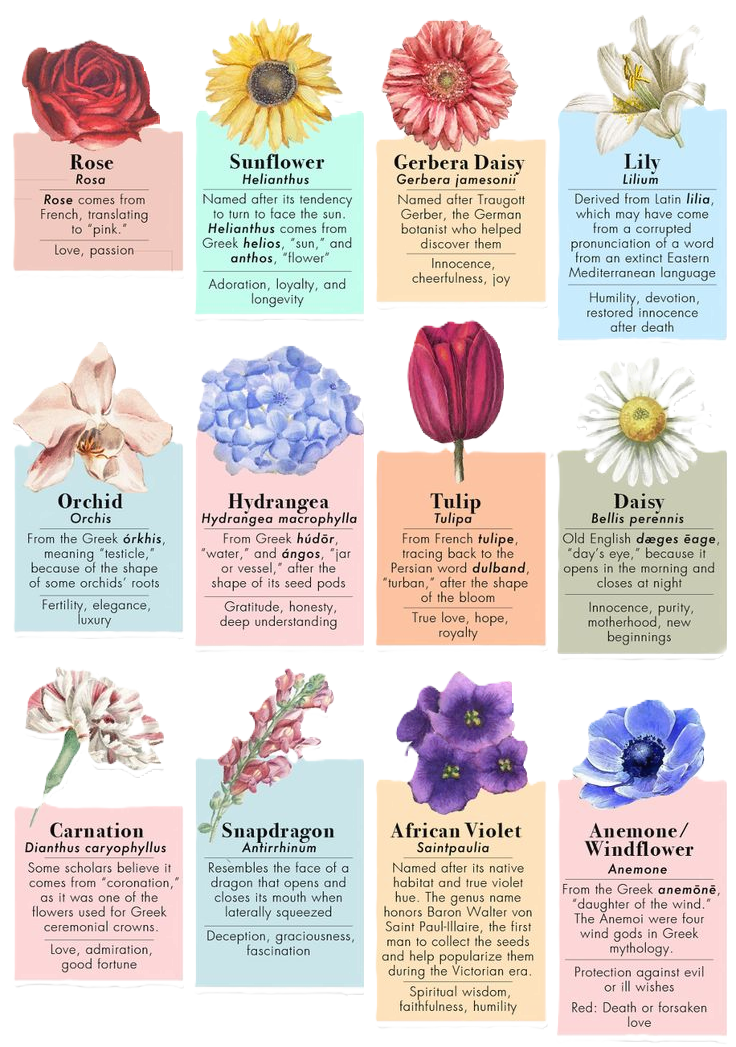 Rose
Rosa
Rose comes from
French, translating
to “pink.”
Love, passion
Sunflower
Helianthus
Named after its tendency
to turn to face the sun.
Helianthus comes from
Greek helios, “sun,” and
anthos, “flower”
Adoration, loyalty, and
longevity
Gerbera Daisy
Gerbera jamesonii
Named after Traugott
Gerber, the German
botanist who helped
discover them
Innocence,
cheerfulness, joy
Lily
Lilium
Derived from Latin lilia,
which may have come
from a corrupted
pronunciation of a word
from an extinct Eastern
Mediterranean language
Humility, devotion,
restored innocence
after death
Orchid
Orchis
From the Greek órkhis,
meaning “testicle,”
because of the shape
of some orchids’ roots
Fertility, elegance,
luxury
Hydrangea
Hydrangea macrophylla
From Greek húdōr,
“water,” and ángos, “jar
or vessel,” after the
shape of its seed pods
Gratitude, honesty,
deep understanding
Tulip
Tulipa
From French tulipe,
tracing back to the
Persian word dulband,
“turban,” after the shape
of the bloom
True love, hope,
royalty
Daisy
Bellis perennis
Old English dæges ēage,
“day’s eye,” because it
opens in the morning and
closes at night
Innocence, purity,
motherhood, new
beginnings
Carnation
Dianthus caryophyllus
Some scholars believe it
comes from “coronation,”
as it was one of the
flowers used for Greek
ceremonial crowns.
Love, admiration,
good fortune
Snapdragon
Antirrhinum
Resembles the face of a
dragon that opens and
closes its mouth when
laterally squeezed
Deception, graciousness,
fascination
African Violet
Saintpaulia
Named after its native
habitat and true violet
hue. The genus name
honors Baron Walter von
Saint Paul-Illaire, the first
man to collect the seeds
and help popularize them
during the Victorian era.
Spiritual wisdom,
faithfulness, humility
Anemone/
Windflower
Anemone
From the Greek anemōnē,
“daughter of the wind.”
The Anemoi were four
wind gods in Greek
mythology.
Protection against evil
or ill wishes
Red: Death or forsaken
love